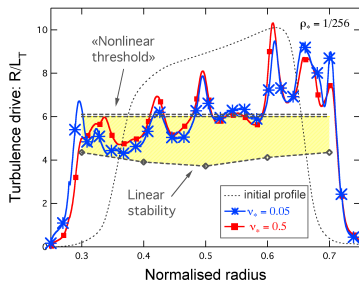 ρ* = 1/256
«Nonlinear
threshold»
Linear
stability
initial profile
ν* = 0.05
ν* = 0.5
Turbulence drive: R/L_T
10
8
6
4
2
0
0.3
0.4
0.5
0.6
0.7
Normalised radius